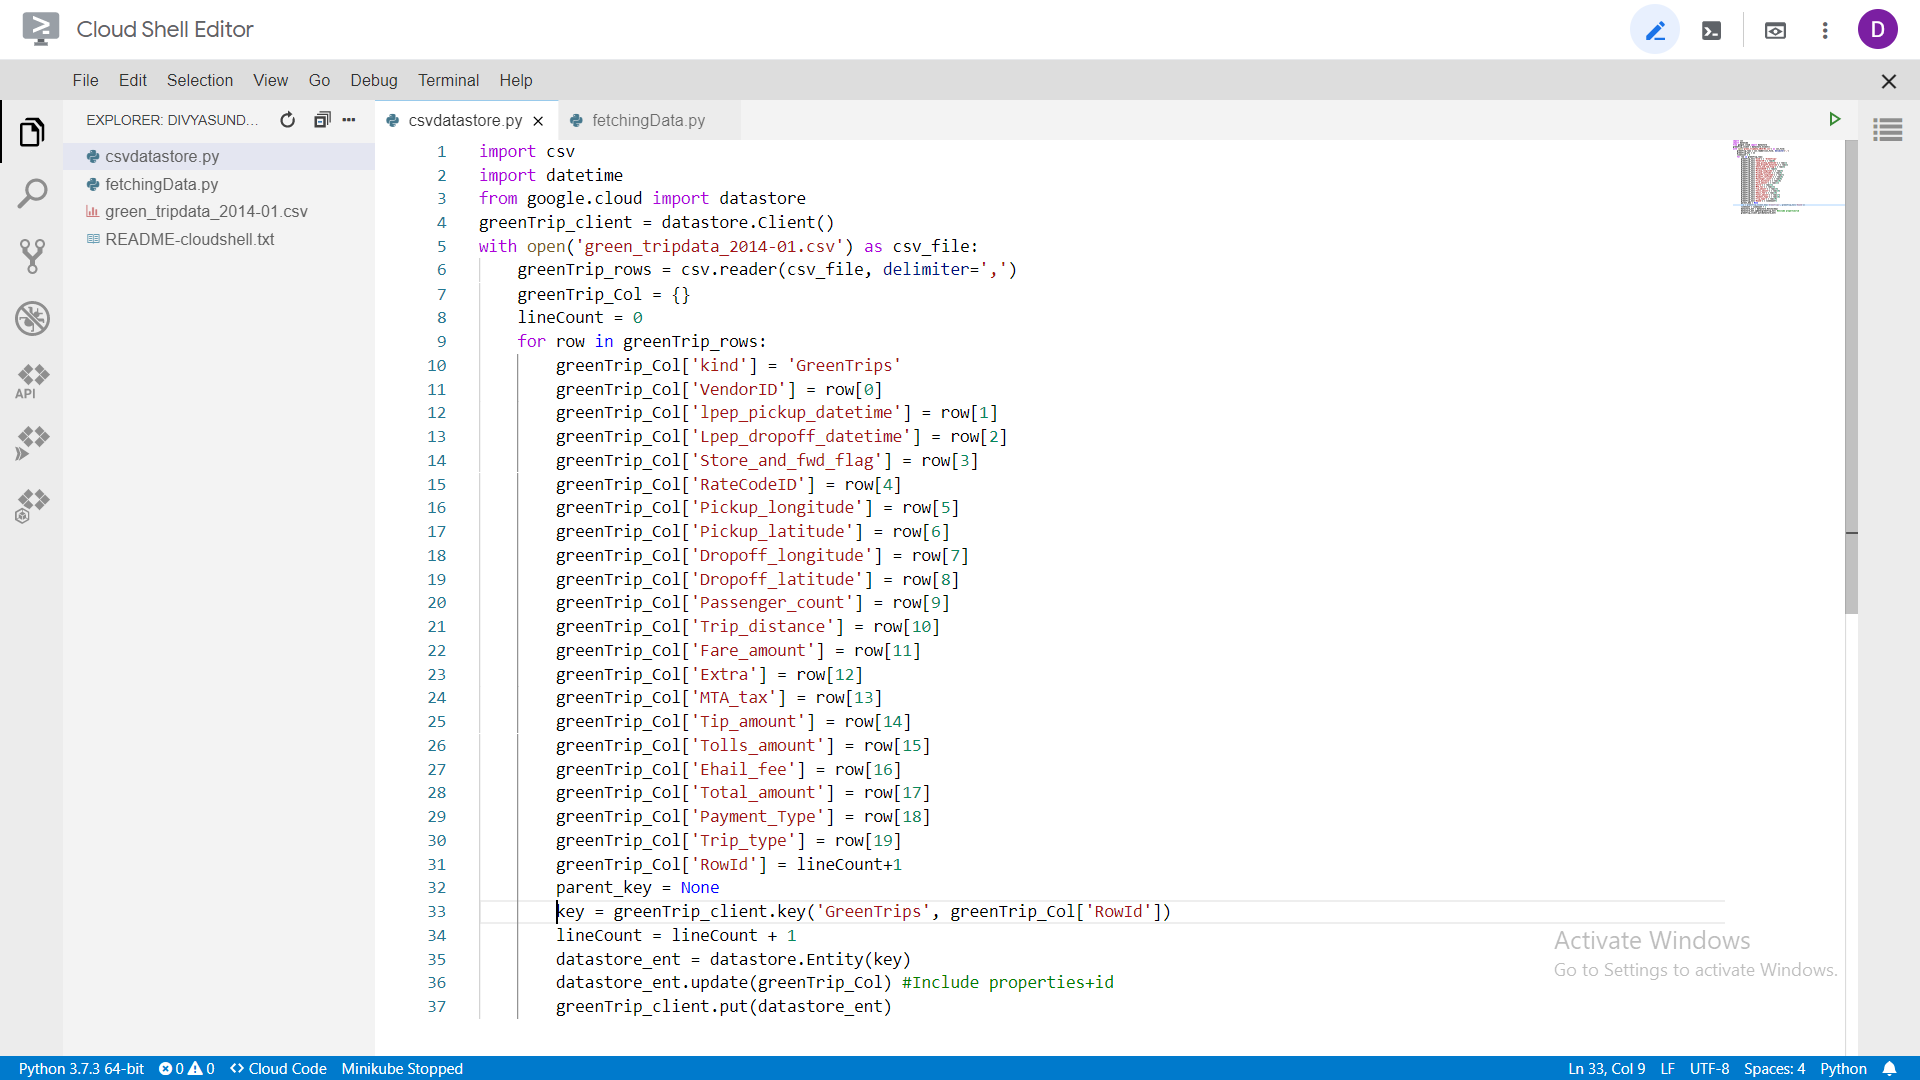 Cloud Shell Editor
D
File Edit Selection View Go Debug Terminal Help
EXPLORER: DIVYASUND...
csvdatastore.py
fetchingData.py
csvdatastore.py
fetchingData.py
green_tripdata_2014-01.csv
README-cloudshell.txt
API
1 import csv
2 import datetime
3 from google.cloud import datastore
4 greenTrip_client = datastore.Client()
5 with open('green_tripdata_2014-01.csv') as csv_file:
6 greenTrip_rows = csv.reader(csv_file, delimiter=',')
7 greenTrip_Col = {}
8 lineCount = 0
9 for row in greenTrip_rows:
10 greenTrip_Col['kind'] = 'GreenTrips'
11 greenTrip_Col['VendorID'] = row[0]
12 greenTrip_Col['lpep_pickup_datetime'] = row[1]
13 greenTrip_Col['Lpep_dropoff_datetime'] = row[2]
14 greenTrip_Col['Store_and_fwd_flag'] = row[3]
15 greenTrip_Col['RateCodeID'] = row[4]
16 greenTrip_Col['Pickup_longitude'] = row[5]
17 greenTrip_Col['Pickup_latitude'] = row[6]
18 greenTrip_Col['Dropoff_longitude'] = row[7]
19 greenTrip_Col['Dropoff_latitude'] = row[8]
20 greenTrip_Col['Passenger_count'] = row[9]
21 greenTrip_Col['Trip_distance'] = row[10]
22 greenTrip_Col['Fare_amount'] = row[11]
23 greenTrip_Col['Extra'] = row[12]
24 greenTrip_Col['MTA_tax'] = row[13]
25 greenTrip_Col['Tip_amount'] = row[14]
26 greenTrip_Col['Tolls_amount'] = row[15]
27 greenTrip_Col['Ehail_fee'] = row[16]
28 greenTrip_Col['Total_amount'] = row[17]
29 greenTrip_Col['Payment_Type'] = row[18]
30 greenTrip_Col['Trip_type'] = row[19]
31 greenTrip_Col['RowId'] = lineCount+1
32 parent_key = None
33 key = greenTrip_client.key('GreenTrips', greenTrip_Col['RowId'])
34 lineCount = lineCount + 1
35 datastore_ent = datastore.Entity(key)
36 datastore_ent.update(greenTrip_Col) #Include properties+id
37 greenTrip_client.put(datastore_ent)
Activate Windows
Go to Settings to activate Windows.
Python 3.7.3 64-bit 0 0 Cloud Code Minikube Stopped Ln 33, Col 9 LF UTF-8 Spaces: 4 Python